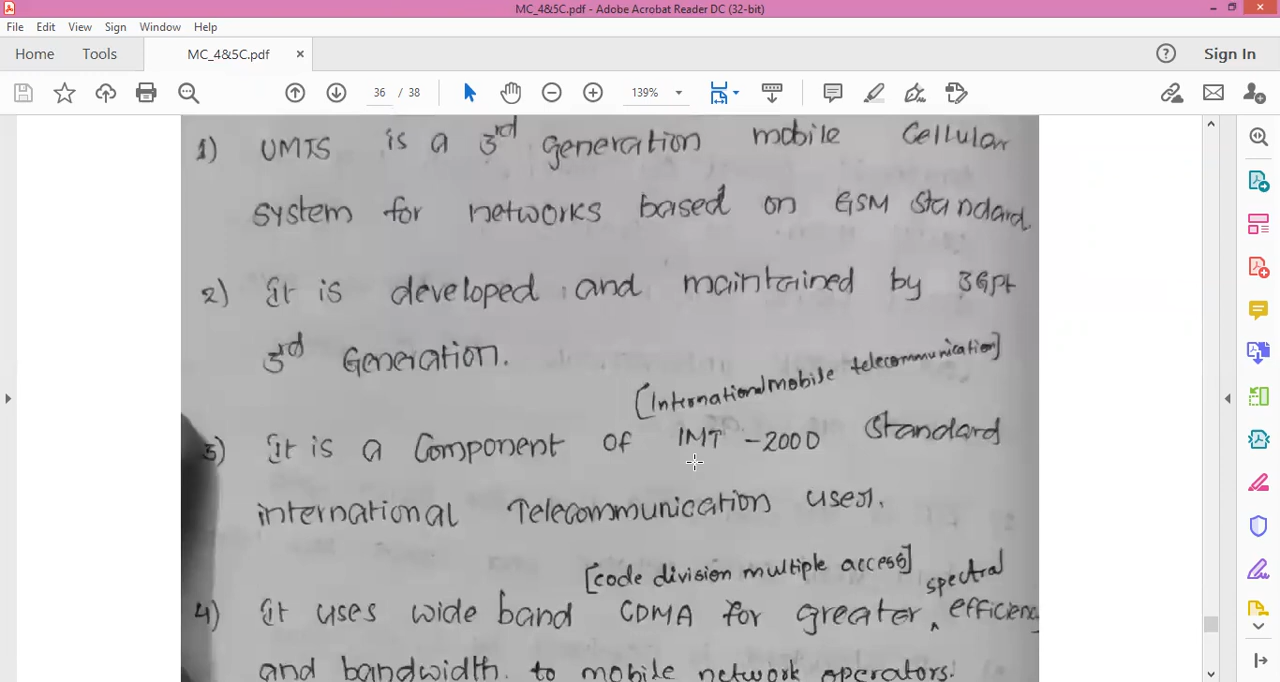 MC_4&5C.pdf - Adobe Acrobat Reader DC (32-bit)
File Edit View Sign Window Help
Home Tools MC_4&5C.pdf × Sign In
36 / 38 139%
1) UMTS is a 3rd generation mobile Cellular
system for networks based on GSM standard.
2) It is developed and maintained by 3GPt
3rd Generation.
[International mobile telecommunication]
3) It is a Component of IMT -2000 Standard
international Telecommunication uses.
[code division multiple access] spectral
4) It uses wide band CDMA for greater ^ efficiency
and bandwidth to mobile network operators.